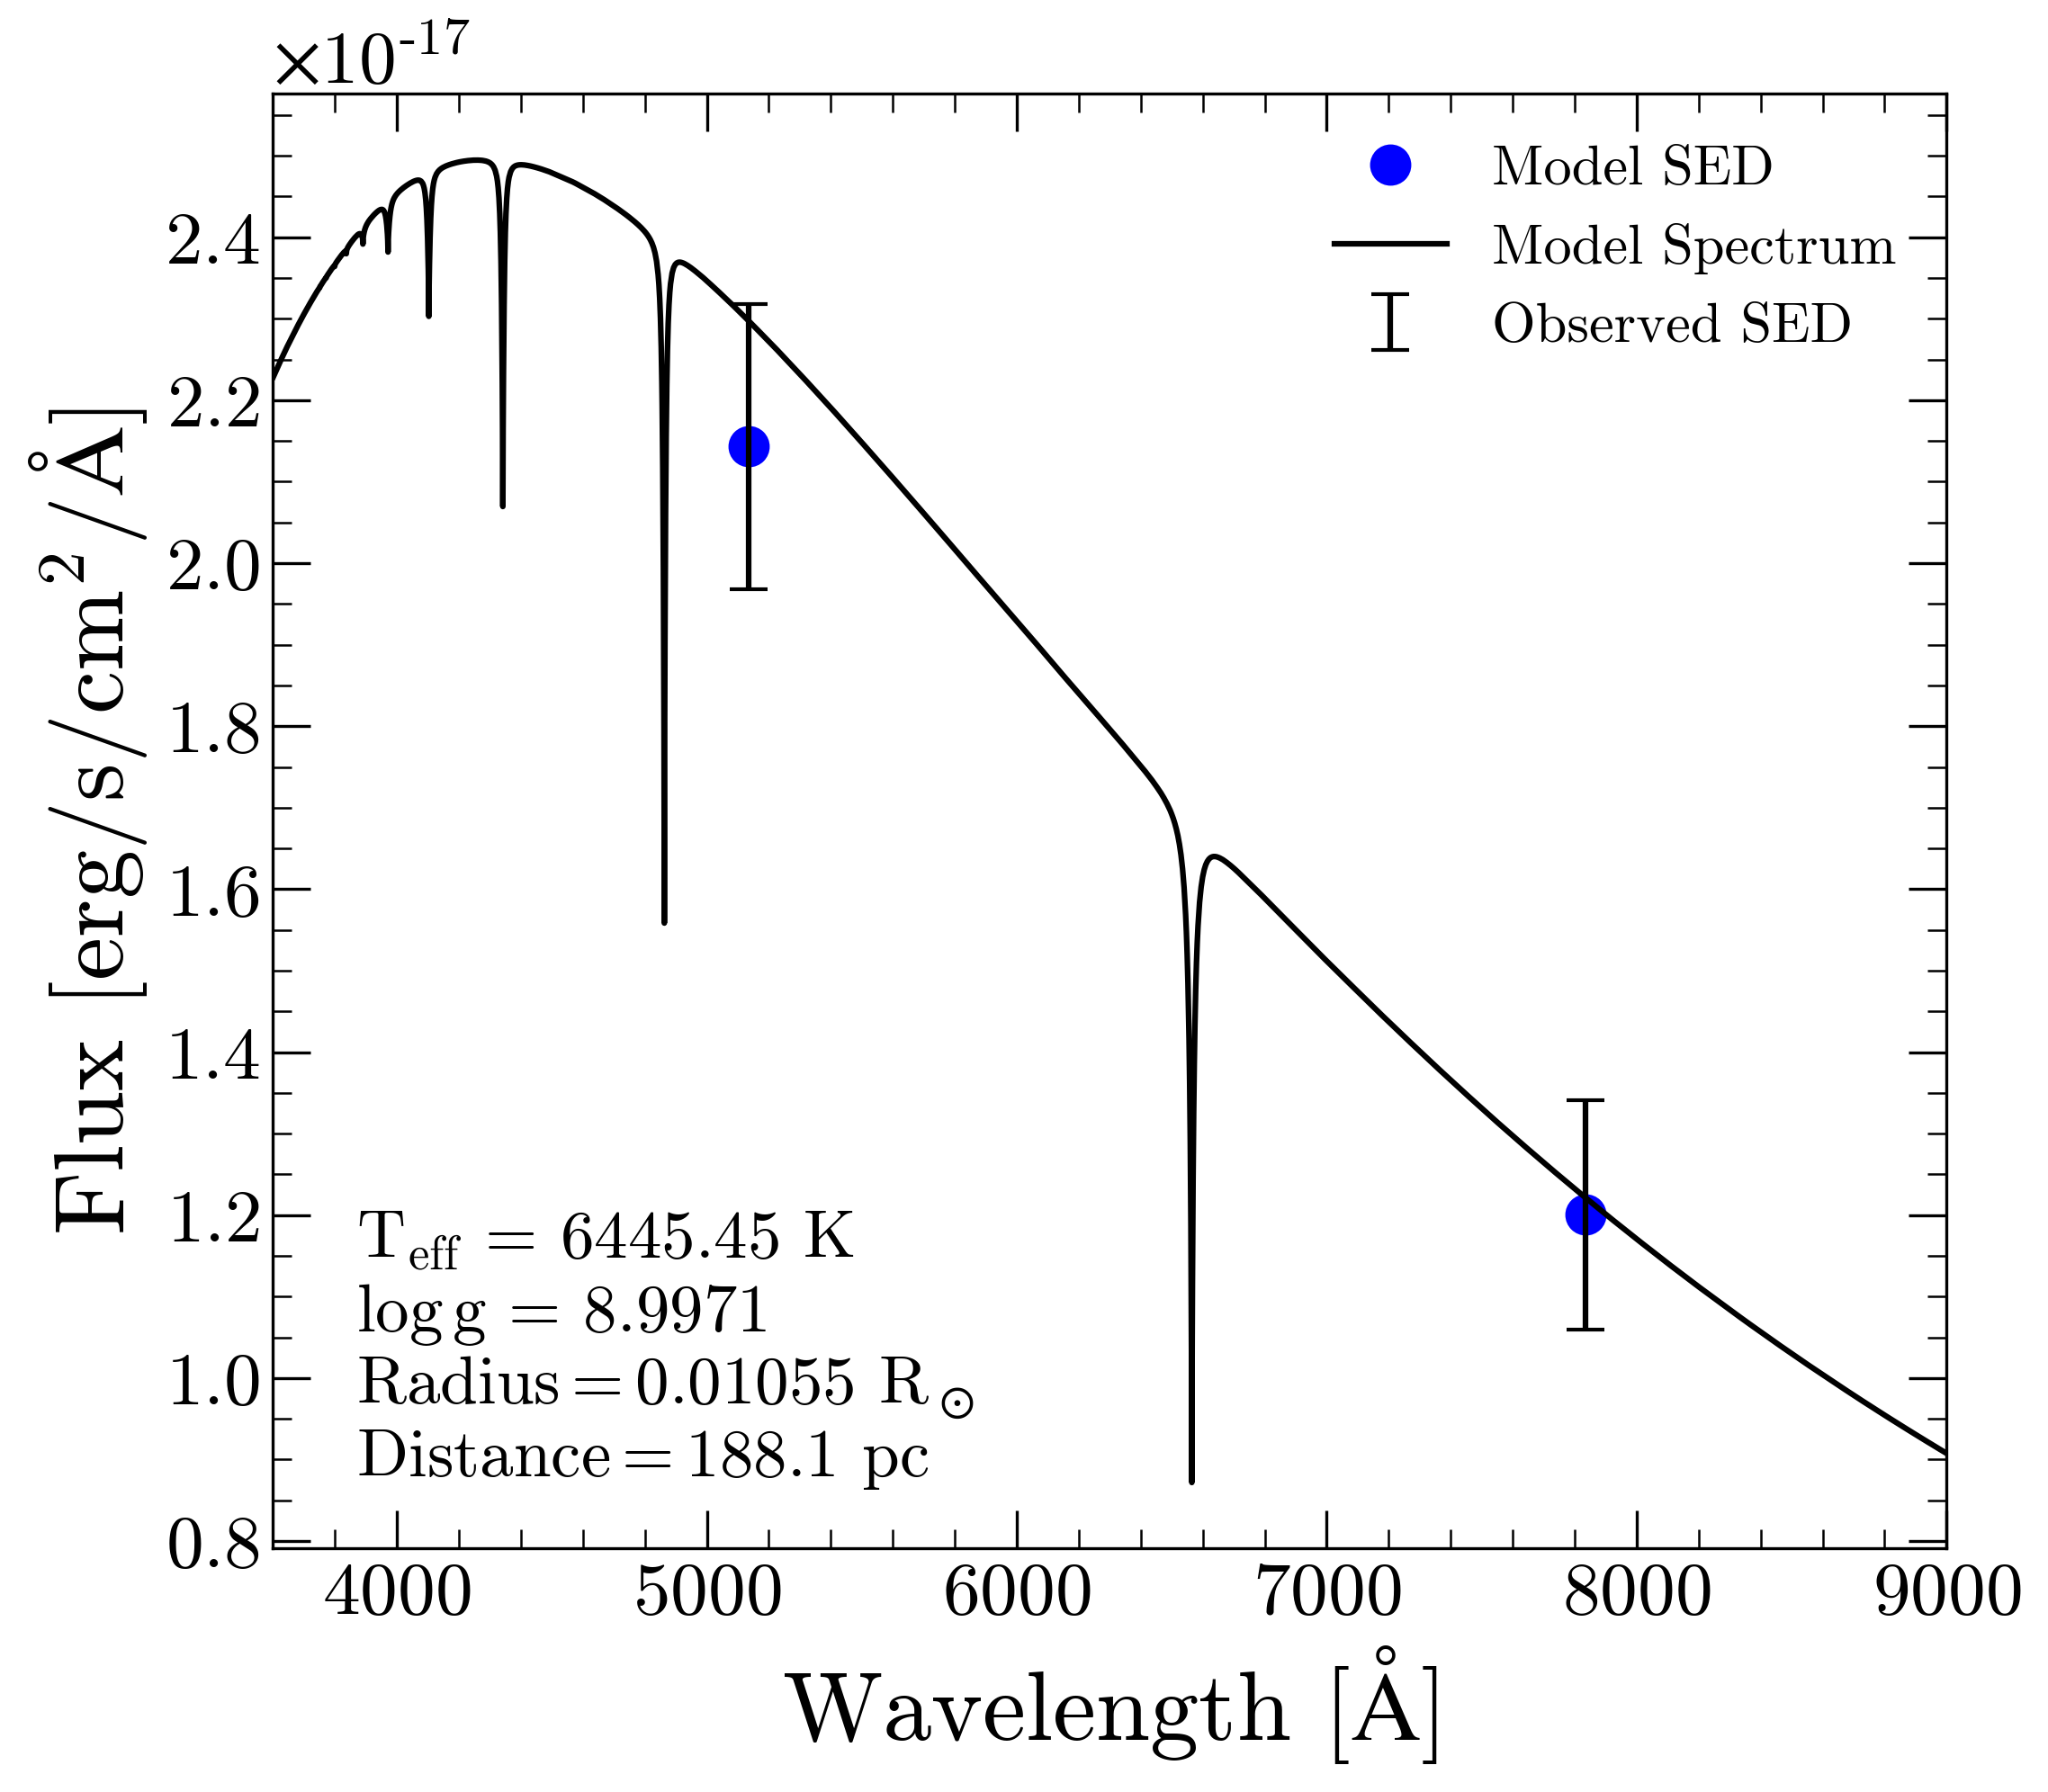 ×10^-17
Flux [erg/s/cm²/Å]
2.4
2.2
2.0
1.8
1.6
1.4
1.2
1.0
0.8
Model SED
Model Spectrum
Observed SED
T_eff = 6445.45 K
log g = 8.9971
Radius = 0.01055 R_⊙
Distance = 188.1 pc
4000 5000 6000 7000 8000 9000
Wavelength [Å]